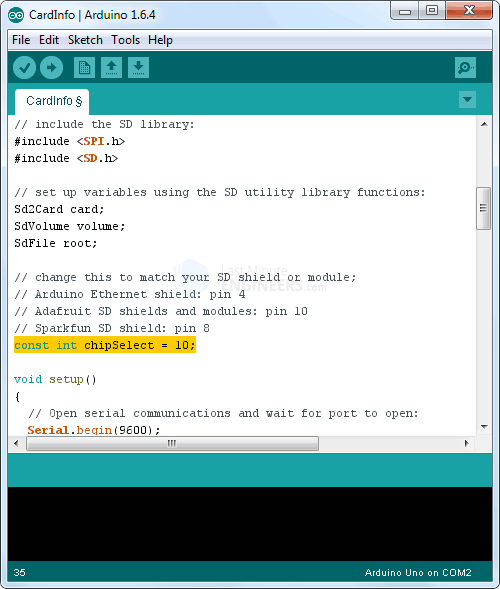 CardInfo | Arduino 1.6.4
File Edit Sketch Tools Help
CardInfo §
// include the SD library:
#include <SPI.h>
#include <SD.h>
// set up variables using the SD utility library functions:
Sd2Card card;
SdVolume volume;
SdFile root;
// change this to match your SD shield or module;
Last Minute
ENGINEERS.com
// Arduino Ethernet shield: pin 4
// Adafruit SD shields and modules: pin 10
// Sparkfun SD shield: pin 8
const int chipSelect = 10;
void setup()
{
// Open serial communications and wait for port to open:
Serial.begin(9600);
35
Arduino Uno on COM2